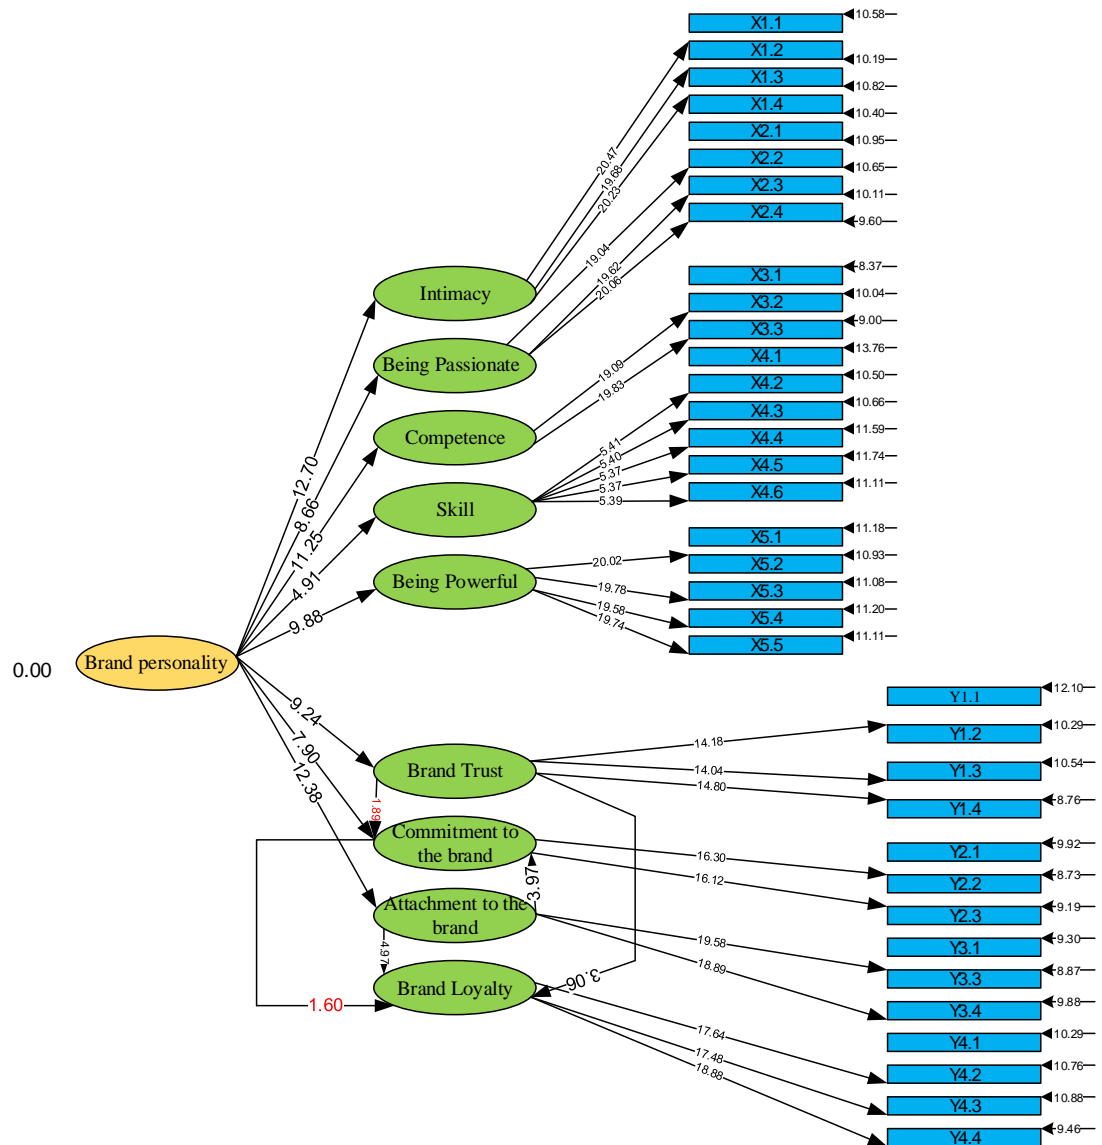 X1.1
10.58
X1.2
10.19
X1.3
10.82
X1.4
10.40
X2.1
10.95
X2.2
10.65
X2.3
10.11
X2.4
9.60
20.47
19.68
20.23
19.04
19.62
20.06
Intimacy
Being Passionate
Competence
Skill
Being Powerful
X3.1
8.37
X3.2
10.04
X3.3
9.00
X4.1
13.76
X4.2
10.50
X4.3
10.66
X4.4
11.59
X4.5
11.74
X4.6
11.11
19.09
19.83
5.41
5.40
5.37
5.37
5.39
X5.1
11.18
X5.2
10.93
X5.3
11.08
X5.4
11.20
X5.5
11.11
20.02
19.78
19.58
19.74
12.70
8.66
11.25
4.91
9.88
0.00
Brand personality
9.24
7.90
12.38
Brand Trust
1.89
Commitment to
the brand
3.97
Attachment to the
brand
4.97
Brand Loyalty
1.60
3.06
14.18
14.04
14.80
16.30
16.12
19.58
18.89
17.64
17.48
18.88
Y1.1
12.10
Y1.2
10.29
Y1.3
10.54
Y1.4
8.76
Y2.1
9.92
Y2.2
8.73
Y2.3
9.19
Y3.1
9.30
Y3.3
8.87
Y3.4
9.88
Y4.1
10.29
Y4.2
10.76
Y4.3
10.88
Y4.4
9.46